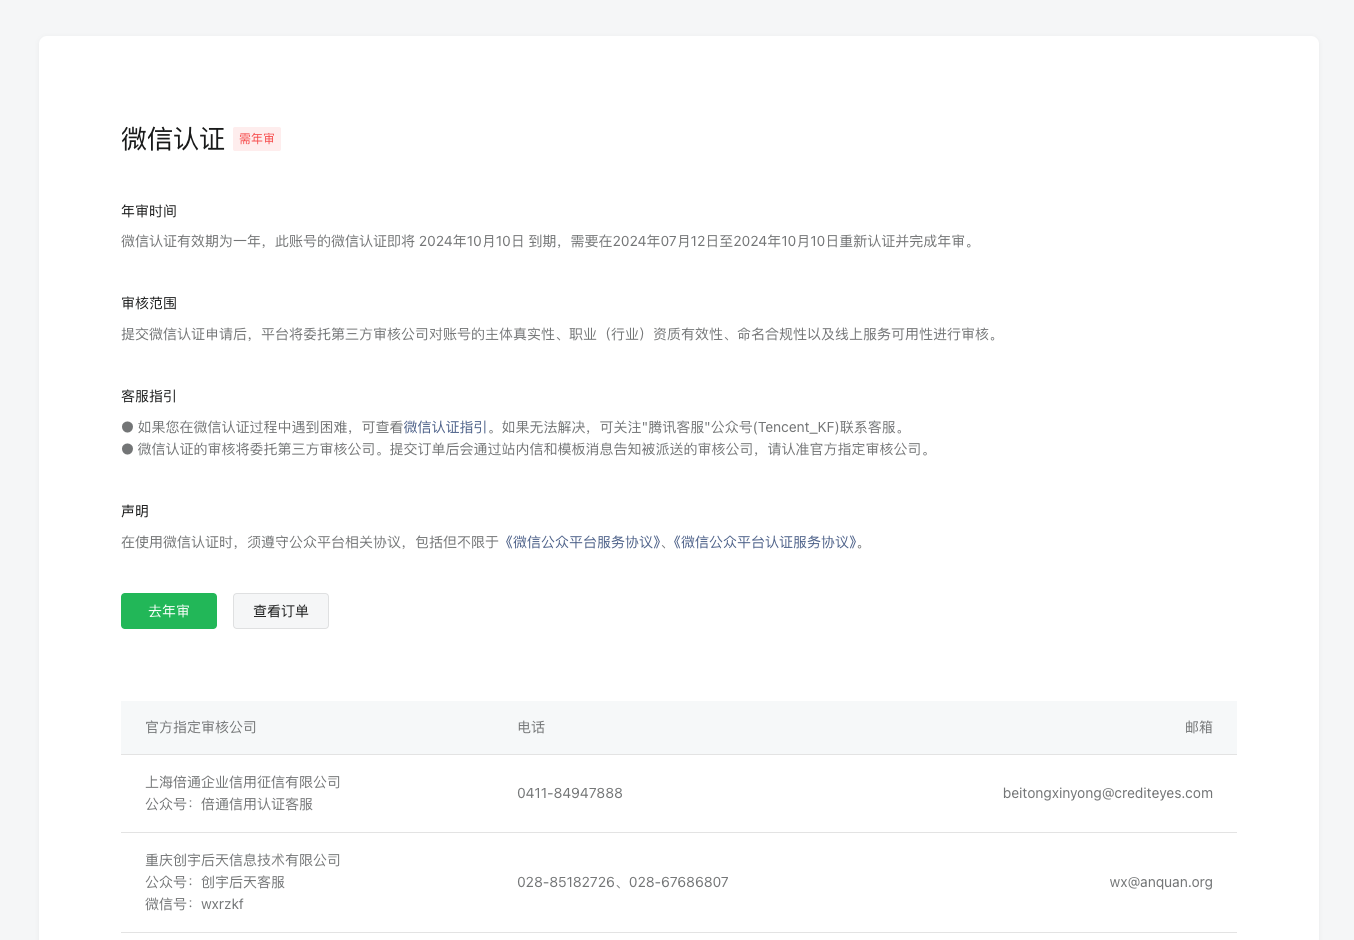 微信认证 需年审
年审时间
微信认证有效期为一年，此账号的微信认证即将 2024年10月10日 到期，需要在2024年07月12日至2024年10月10日重新认证并完成年审。
审核范围
提交微信认证申请后，平台将委托第三方审核公司对账号的主体真实性、职业（行业）资质有效性、命名合规性以及线上服务可用性进行审核。
客服指引
● 如果您在微信认证过程中遇到困难，可查看微信认证指引。如果无法解决，可关注"腾讯客服"公众号(Tencent_KF)联系客服。
● 微信认证的审核将委托第三方审核公司。提交订单后会通过站内信和模板消息告知被派送的审核公司，请认准官方指定审核公司。
声明
在使用微信认证时，须遵守公众平台相关协议，包括但不限于《微信公众平台服务协议》、《微信公众平台认证服务协议》。
去年审 查看订单
官方指定审核公司 电话 邮箱
上海倍通企业信用征信有限公司
公众号：倍通信用认证客服
0411-84947888 beitongxinyong@crediteyes.com
重庆创宇后天信息技术有限公司
公众号：创宇后天客服
微信号：wxrzkf
028-85182726、028-67686807 wx@anquan.org